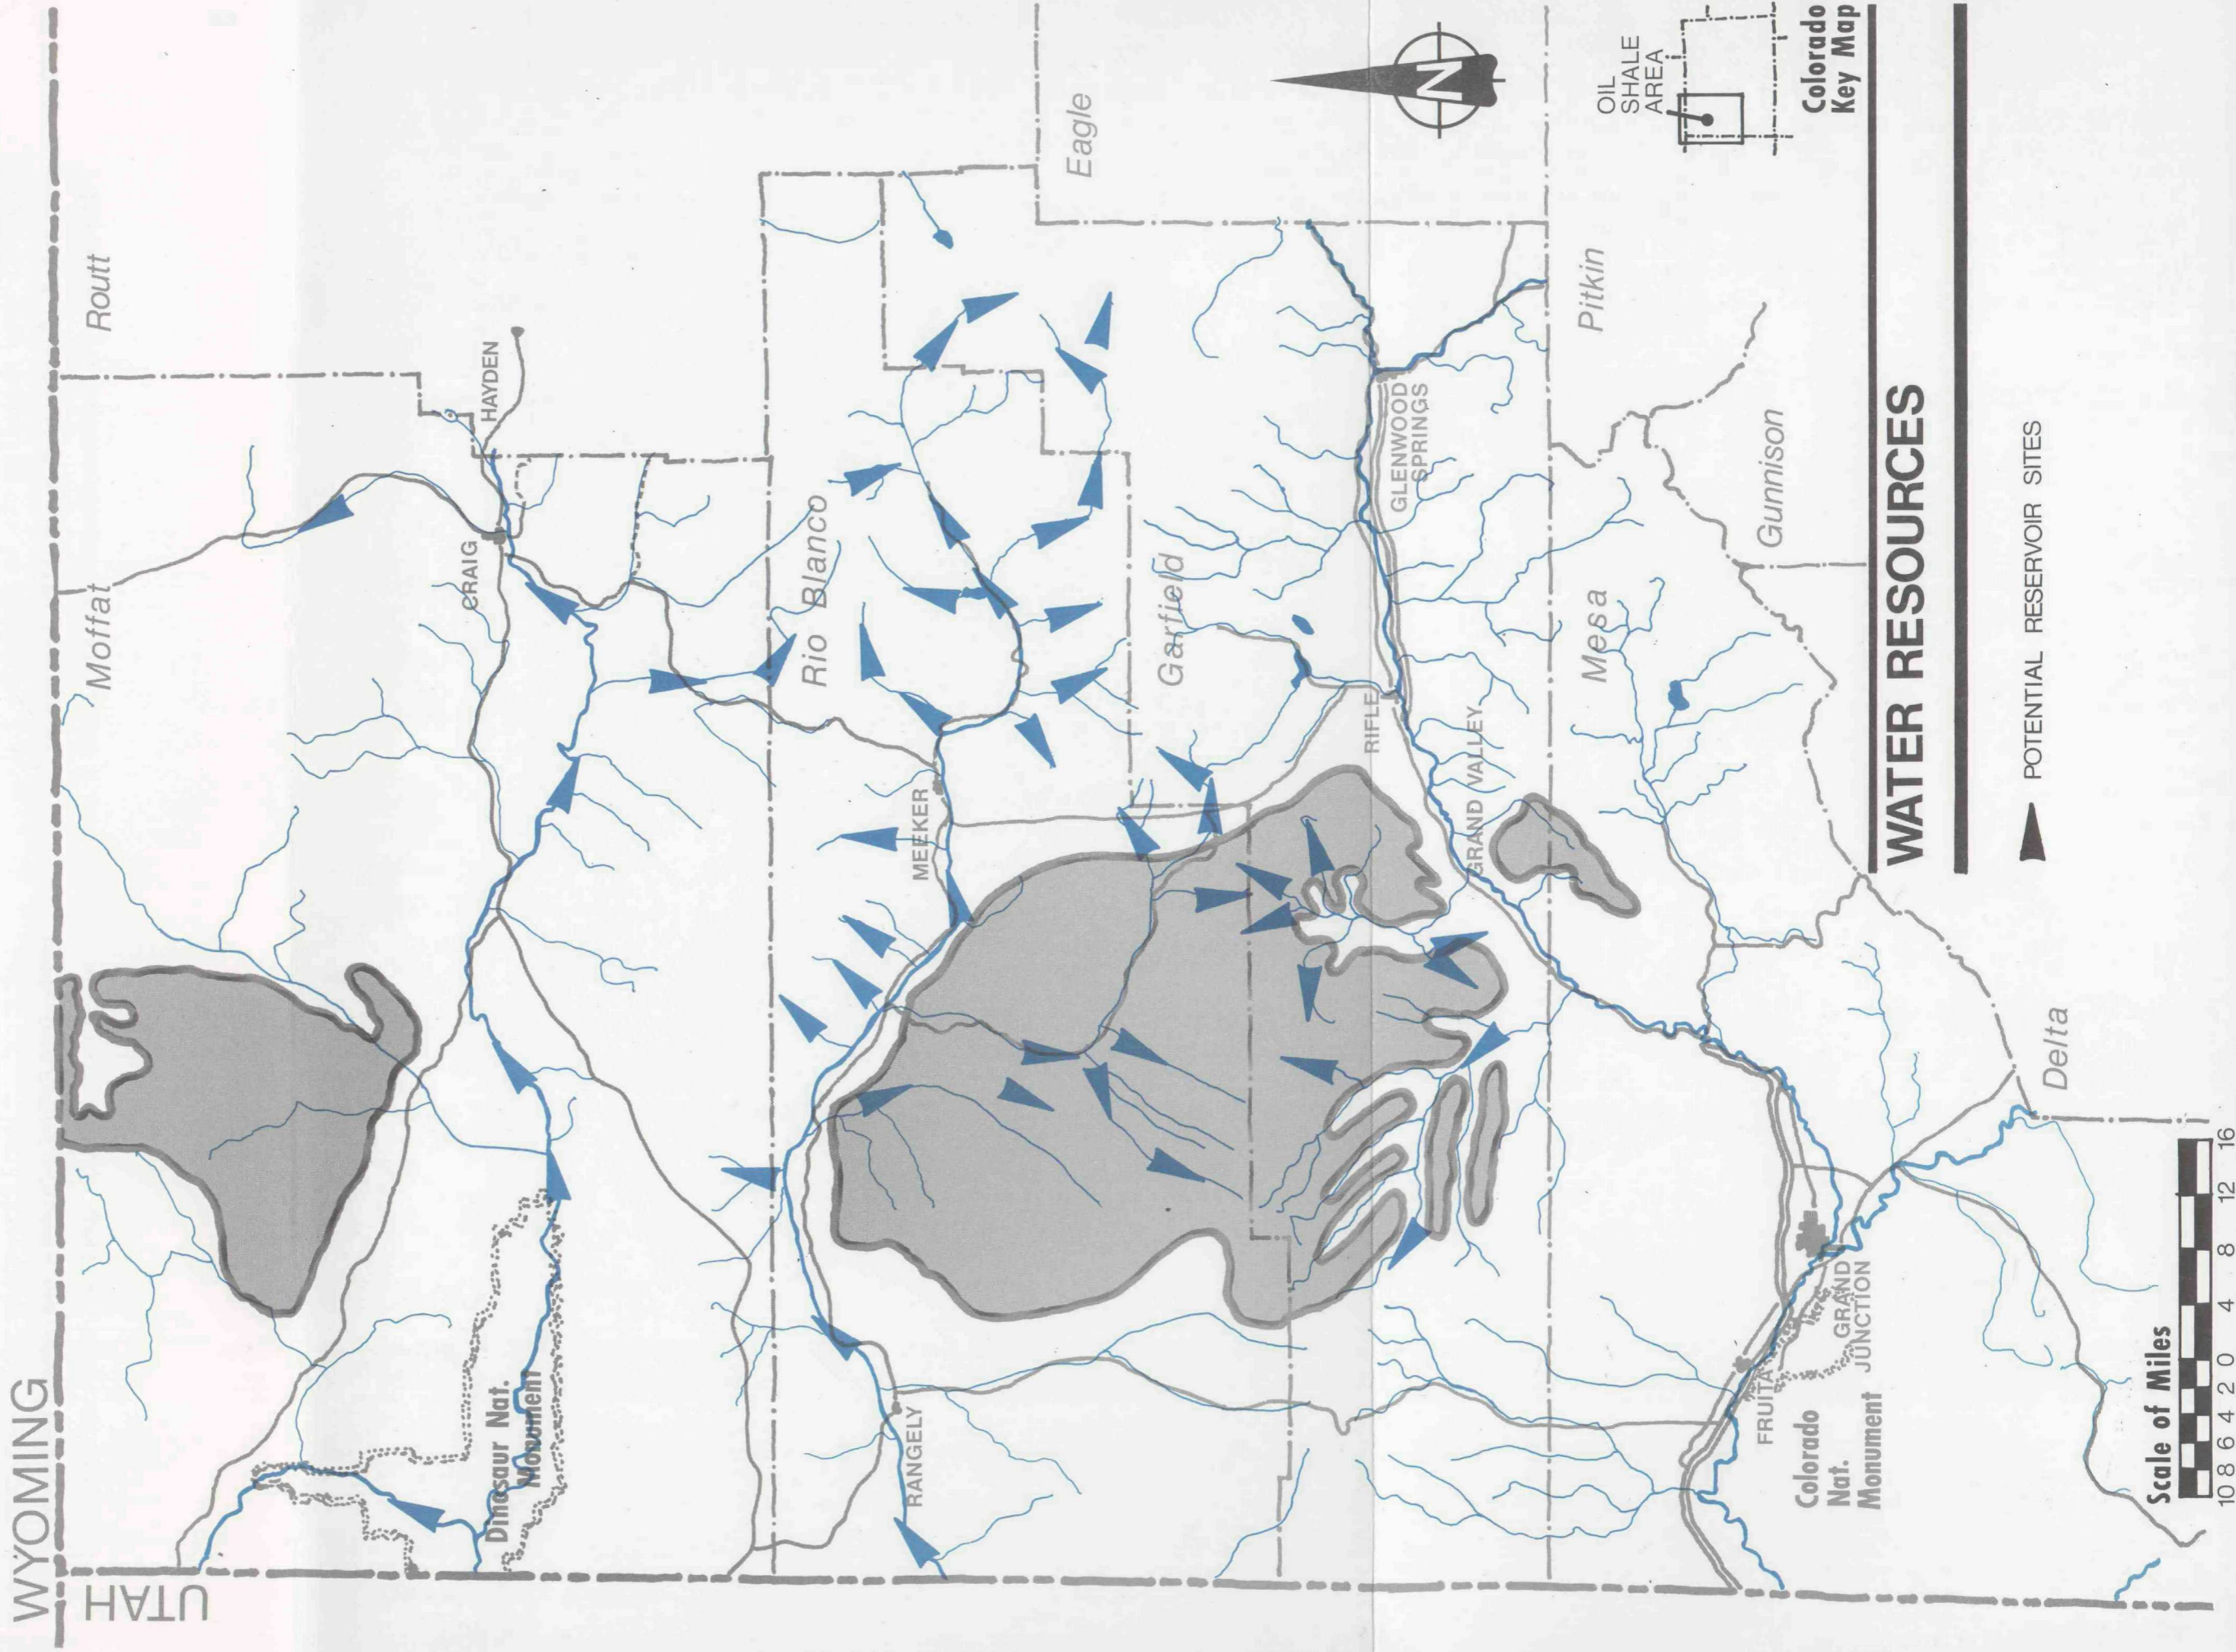 WYOMING
UTAH
Moffat
Routt
HAYDEN
CRAIG
Dinosaur Nat.
Monument
Rio Blanco
MEEKER
RANGELY
Eagle
Garfield
GLENWOOD
SPRINGS
RIFLE
GRAND VALLEY
Mesa
Pitkin
Gunnison
FRUITA
GRAND
JUNCTION
Colorado
Nat.
Monument
Delta
N
OIL
SHALE
AREA
Colorado
Key Map
WATER RESOURCES
POTENTIAL RESERVOIR SITES
Scale of Miles
10 8 6 4 2 0 4 8 12 16